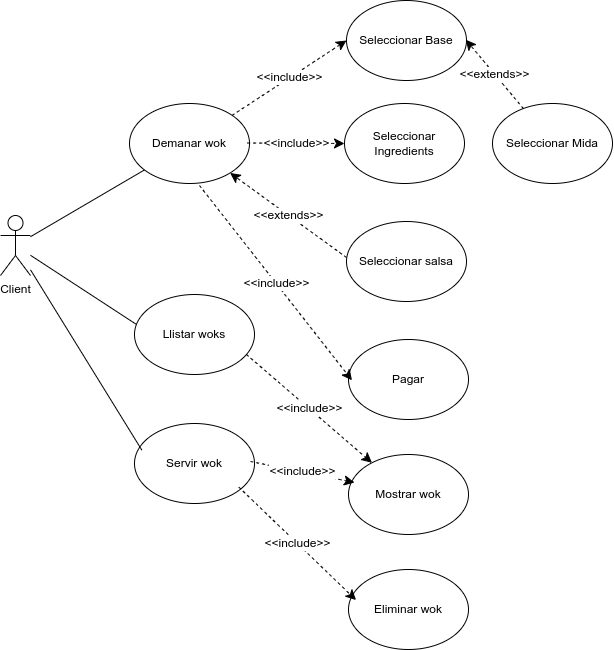 Seleccionar Base
<<include>>
<<extends>>
Demanar wok
<<include>>
Seleccionar
Ingredients
Seleccionar Mida
<<extends>>
Seleccionar salsa
<<include>>
Client
Llistar woks
Pagar
<<include>>
Servir wok
<<include>>
Mostrar wok
<<include>>
Eliminar wok